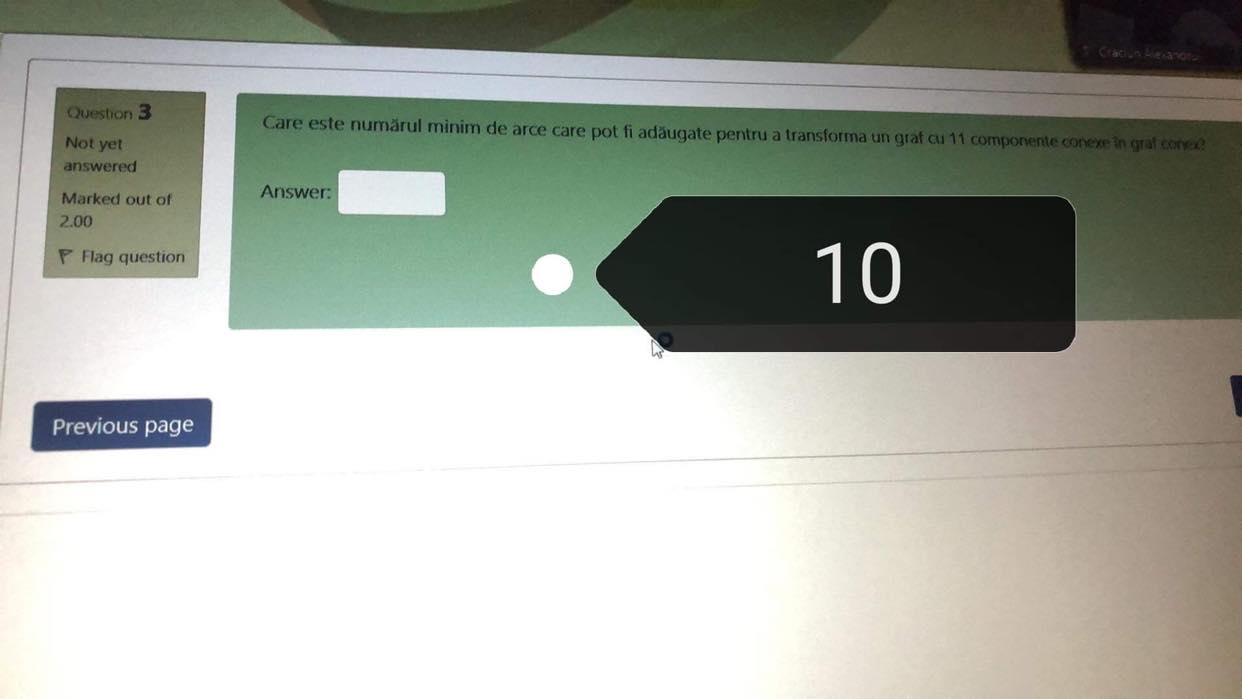 Craciun Alexandru
Question 3
Not yet
answered
Marked out of
2.00
Flag question
Care este numărul minim de arce care pot fi adăugate pentru a transforma un graf cu 11 componente conexe în graf conex?
Answer:
10
Previous page